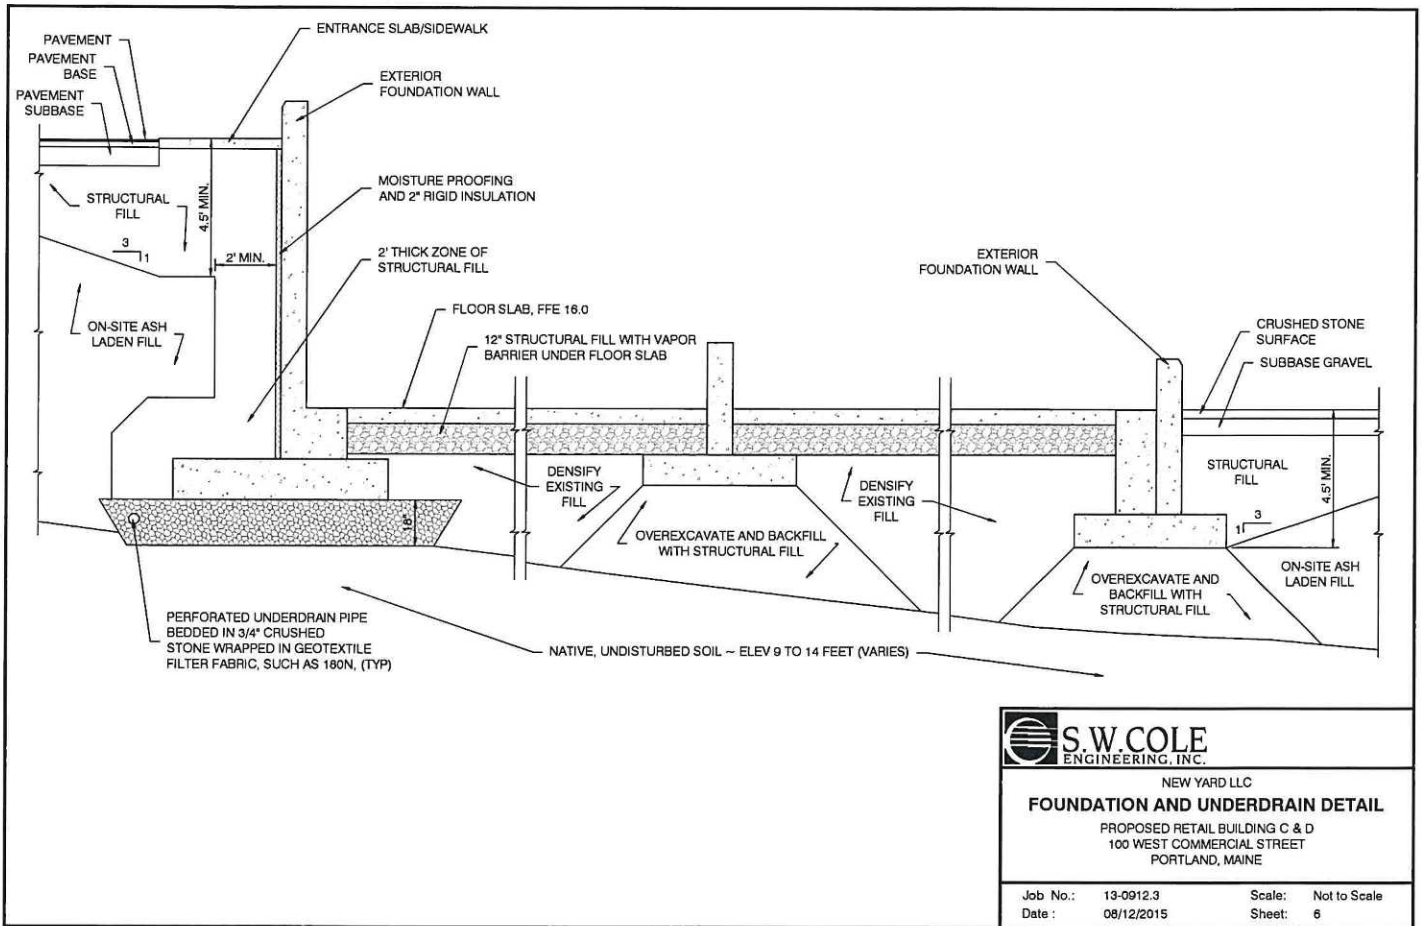 ENTRANCE SLAB/SIDEWALK
PAVEMENT
PAVEMENT
BASE
PAVEMENT
SUBBASE
EXTERIOR
FOUNDATION WALL
MOISTURE PROOFING
AND 2" RIGID INSULATION
STRUCTURAL
FILL
4.5' MIN.
3
1
2' MIN.
2' THICK ZONE OF
STRUCTURAL FILL
EXTERIOR
FOUNDATION WALL
FLOOR SLAB, FFE 16.0
ON-SITE ASH
LADEN FILL
12" STRUCTURAL FILL WITH VAPOR
BARRIER UNDER FLOOR SLAB
CRUSHED STONE
SURFACE
SUBBASE GRAVEL
DENSIFY
EXISTING
FILL
DENSIFY
EXISTING
FILL
STRUCTURAL
FILL
4.5' MIN.
18"
3
1
OVEREXCAVATE AND BACKFILL
WITH STRUCTURAL FILL
OVEREXCAVATE AND
BACKFILL WITH
STRUCTURAL FILL
ON-SITE ASH
LADEN FILL
PERFORATED UNDERDRAIN PIPE
BEDDED IN 3/4" CRUSHED
STONE WRAPPED IN GEOTEXTILE
FILTER FABRIC, SUCH AS 180N, (TYP)
NATIVE, UNDISTURBED SOIL ~ ELEV 9 TO 14 FEET (VARIES)
S.W.COLE
ENGINEERING, INC.
NEW YARD LLC
FOUNDATION AND UNDERDRAIN DETAIL
PROPOSED RETAIL BUILDING C & D
100 WEST COMMERCIAL STREET
PORTLAND, MAINE
Job No.: 13-0912.3 Scale: Not to Scale
Date : 08/12/2015 Sheet: 6